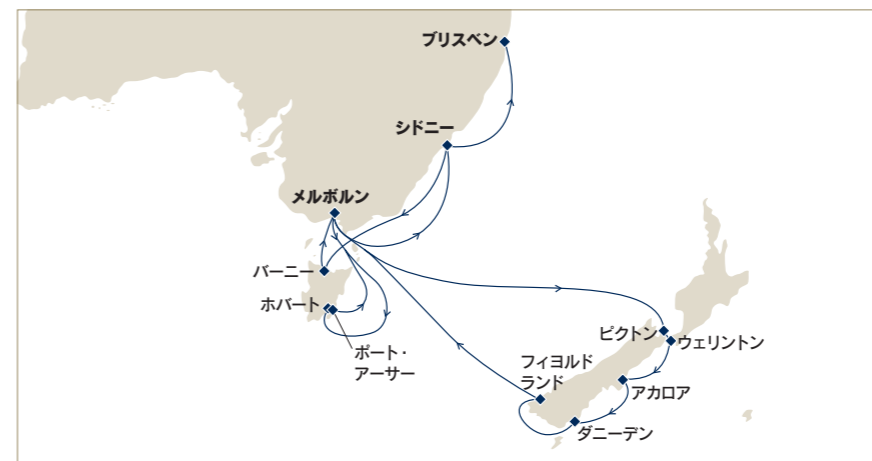 ブリスベン
シドニー
メルボルン
バーニー
ホバート
ポート・
アーサー
ピクトン
ウェリントン
フィヨルド
ランド
アカロア
ダニーデン